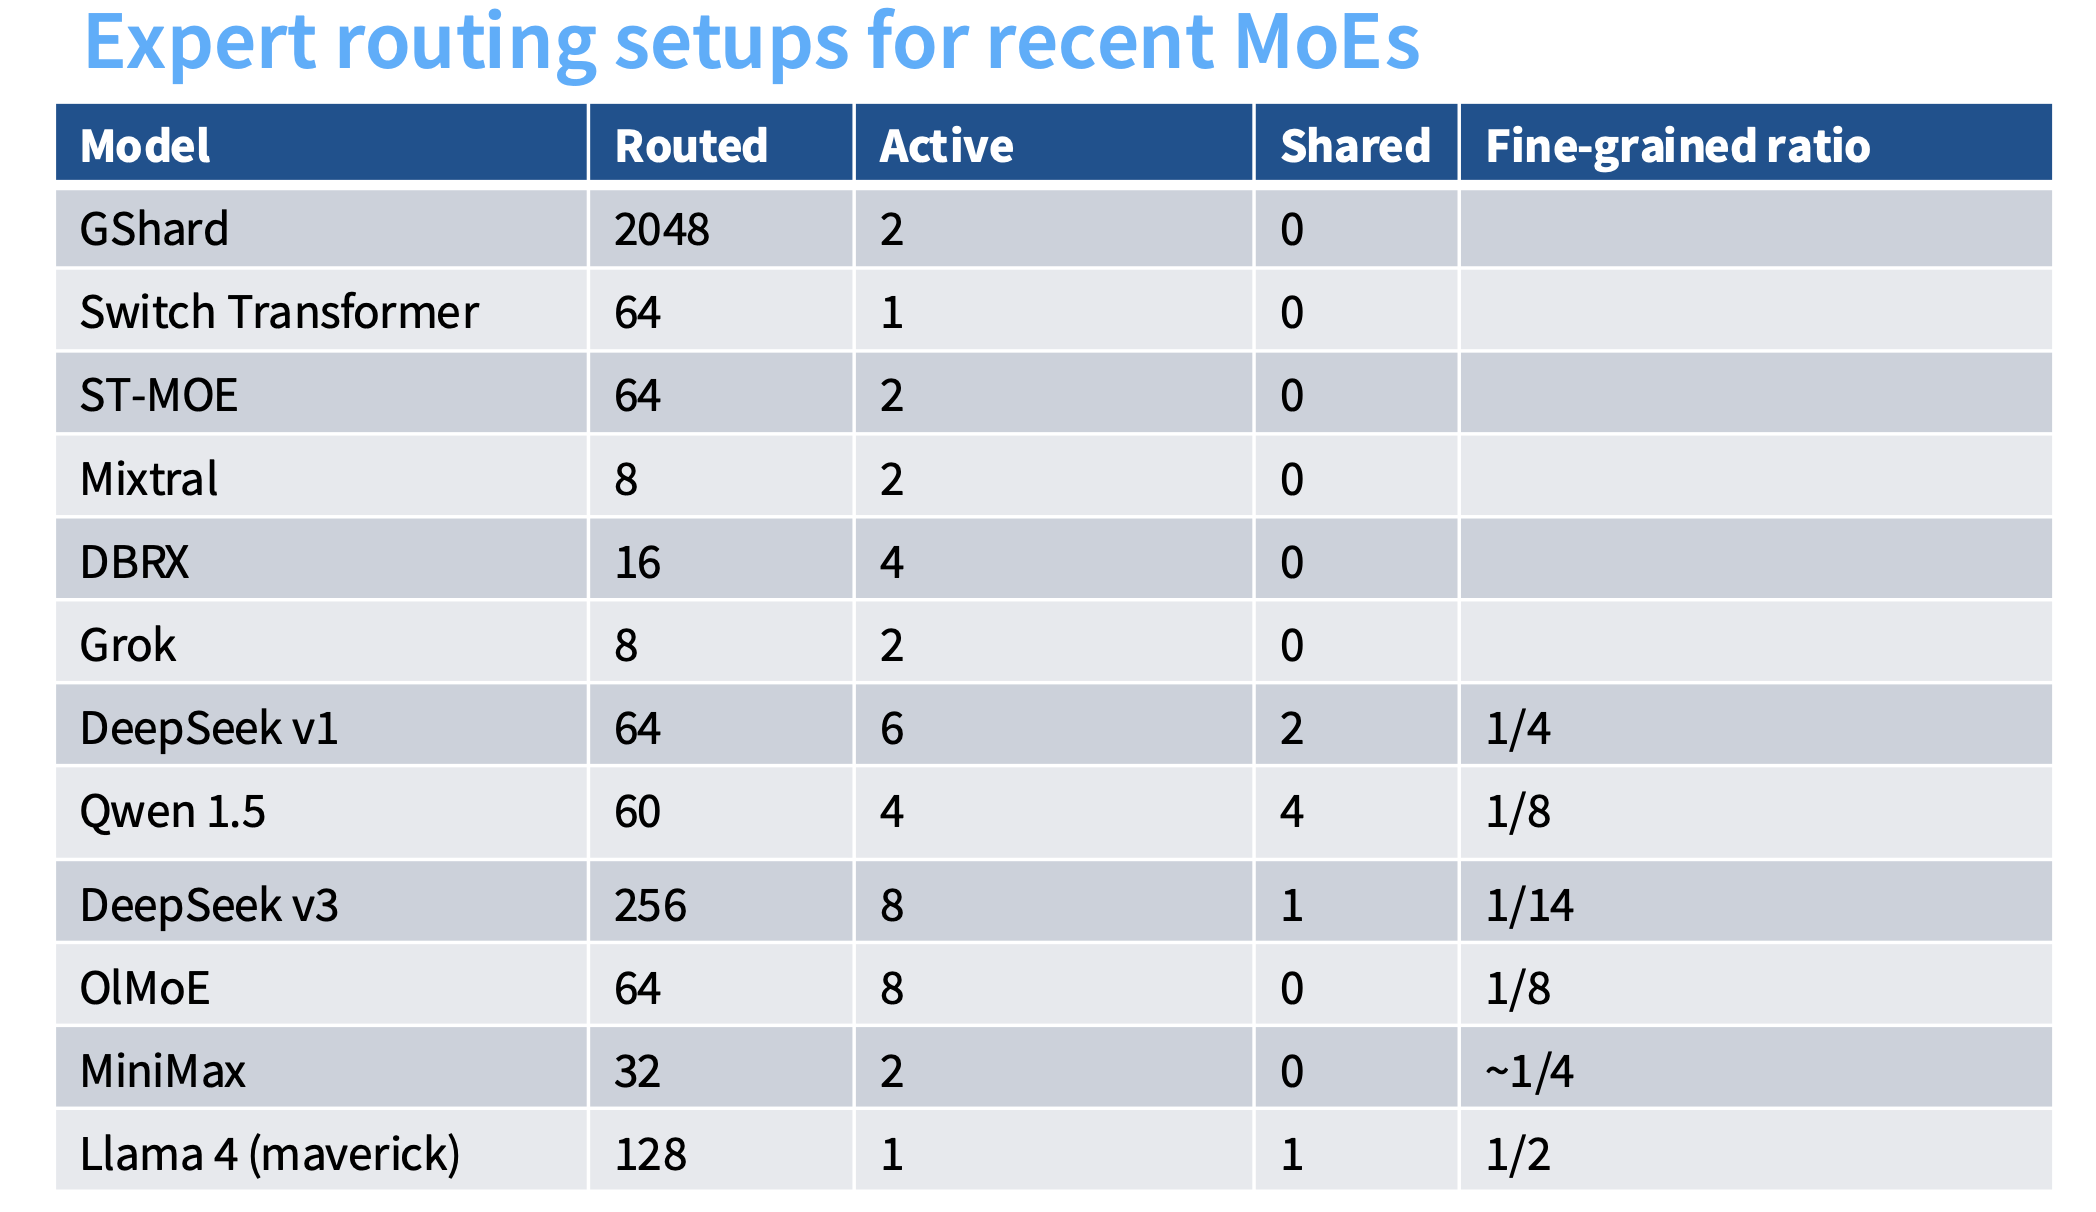 Expert routing setups for recent MoEs
Model Routed Active Shared Fine-grained ratio
GShard 2048 2 0
Switch Transformer 64 1 0
ST-MOE 64 2 0
Mixtral 8 2 0
DBRX 16 4 0
Grok 8 2 0
DeepSeek v1 64 6 2 1/4
Qwen 1.5 60 4 4 1/8
DeepSeek v3 256 8 1 1/14
OlMoE 64 8 0 1/8
MiniMax 32 2 0 ~1/4
Llama 4 (maverick) 128 1 1 1/2